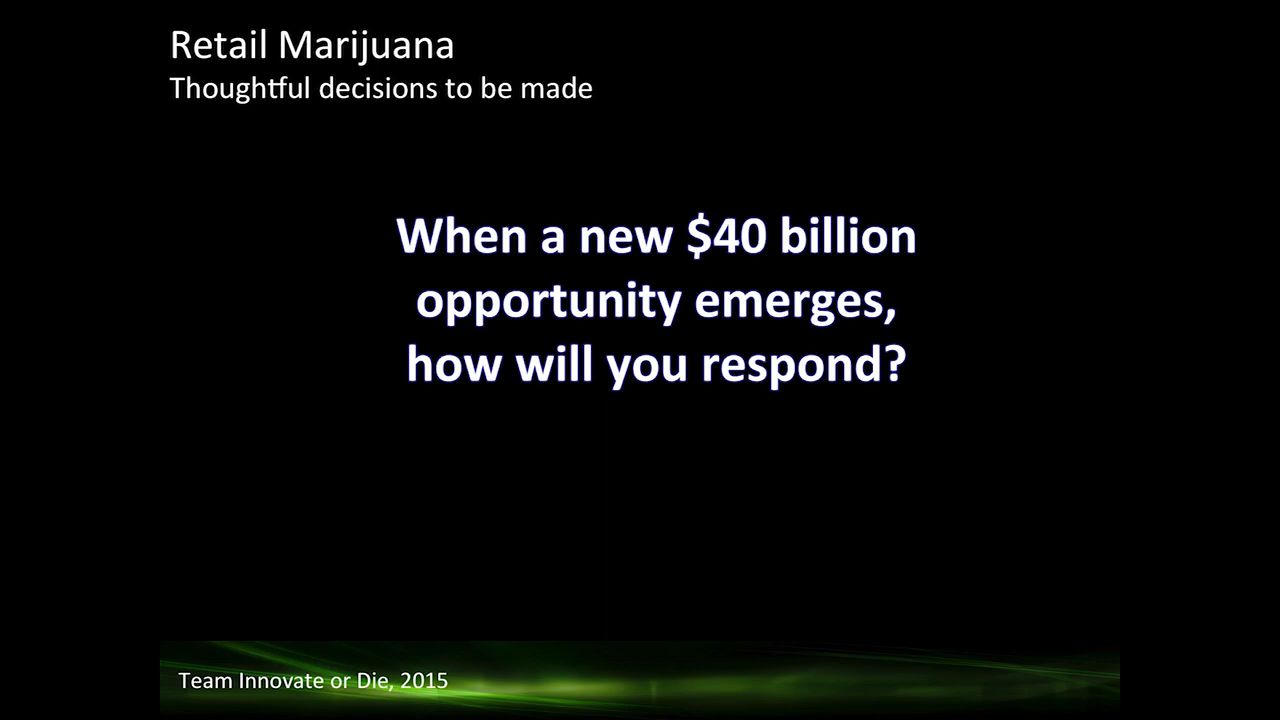 Retail Marijuana
Thoughtful decisions to be made
When a new $40 billion
opportunity emerges,
how will you respond?
Team Innovate or Die, 2015